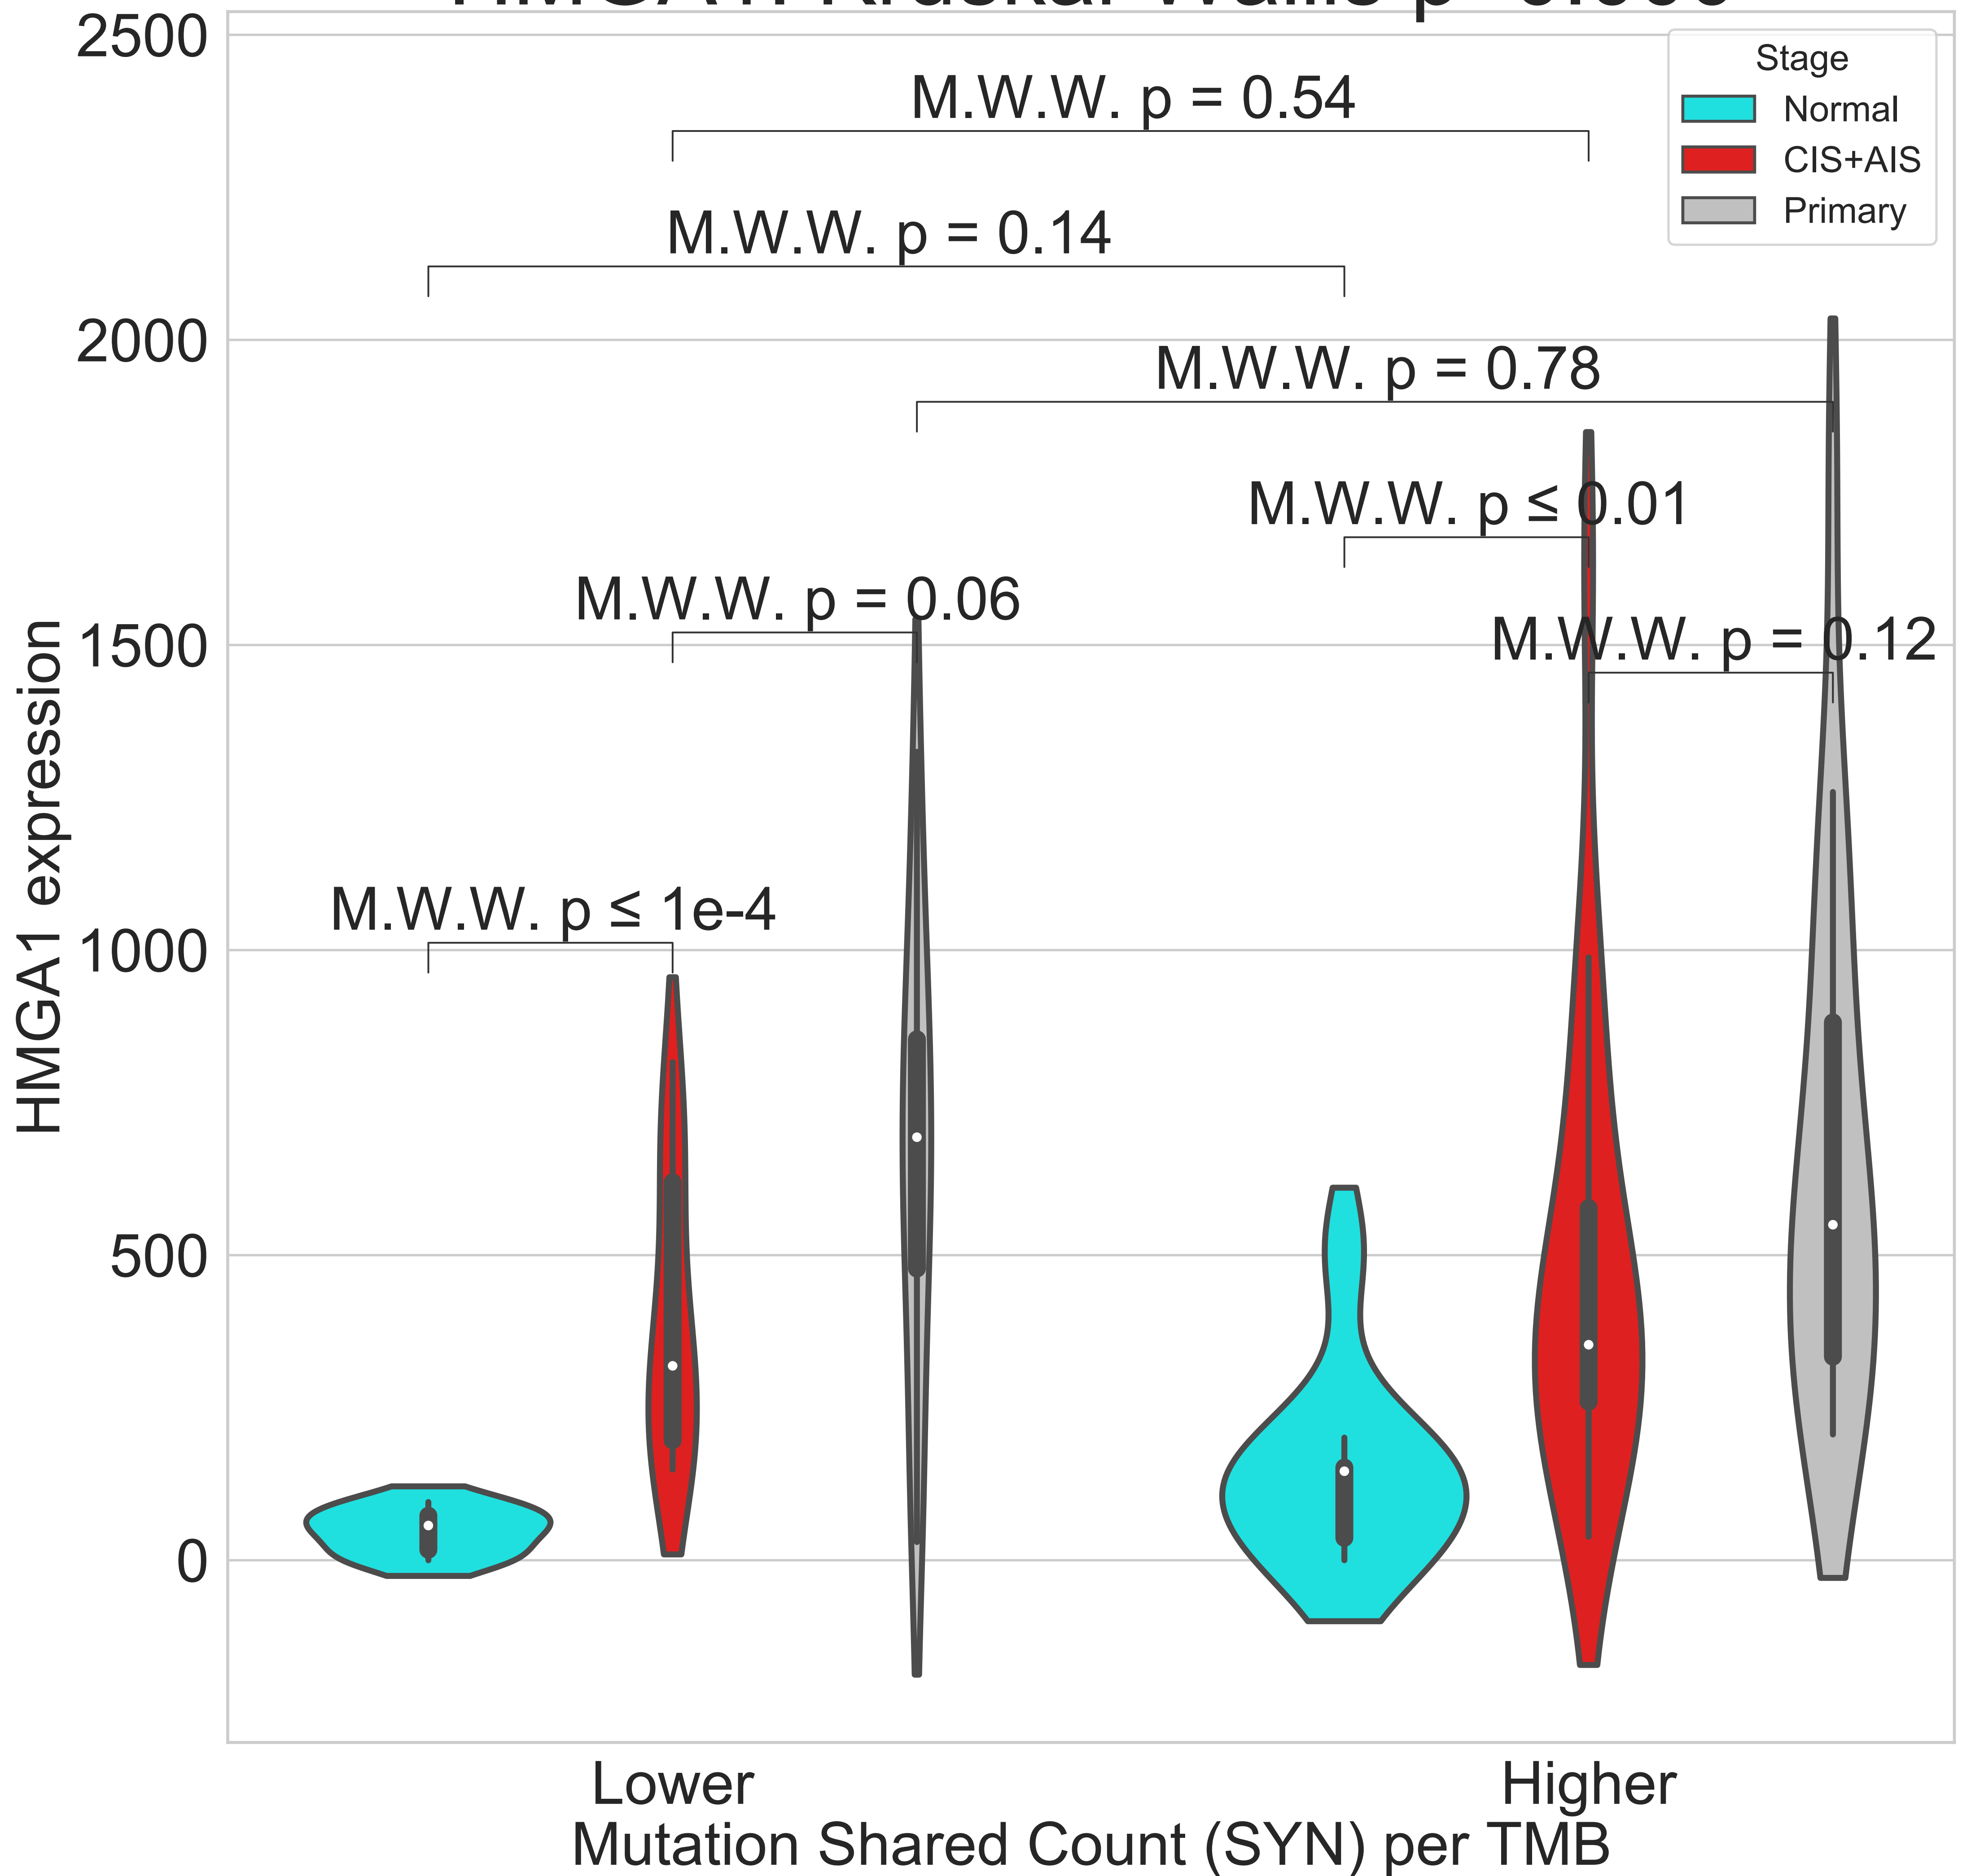 2500
Stage
Normal
CIS+AIS
Primary
M.W.W. p = 0.54
M.W.W. p = 0.14
2000
M.W.W. p = 0.78
M.W.W. p ≤ 0.01
M.W.W. p = 0.06
M.W.W. p = 0.12
1500
HMGA1 expression
1000
M.W.W. p ≤ 1e-4
500
0
Lower
Higher
Mutation Shared Count (SYN) per TMB